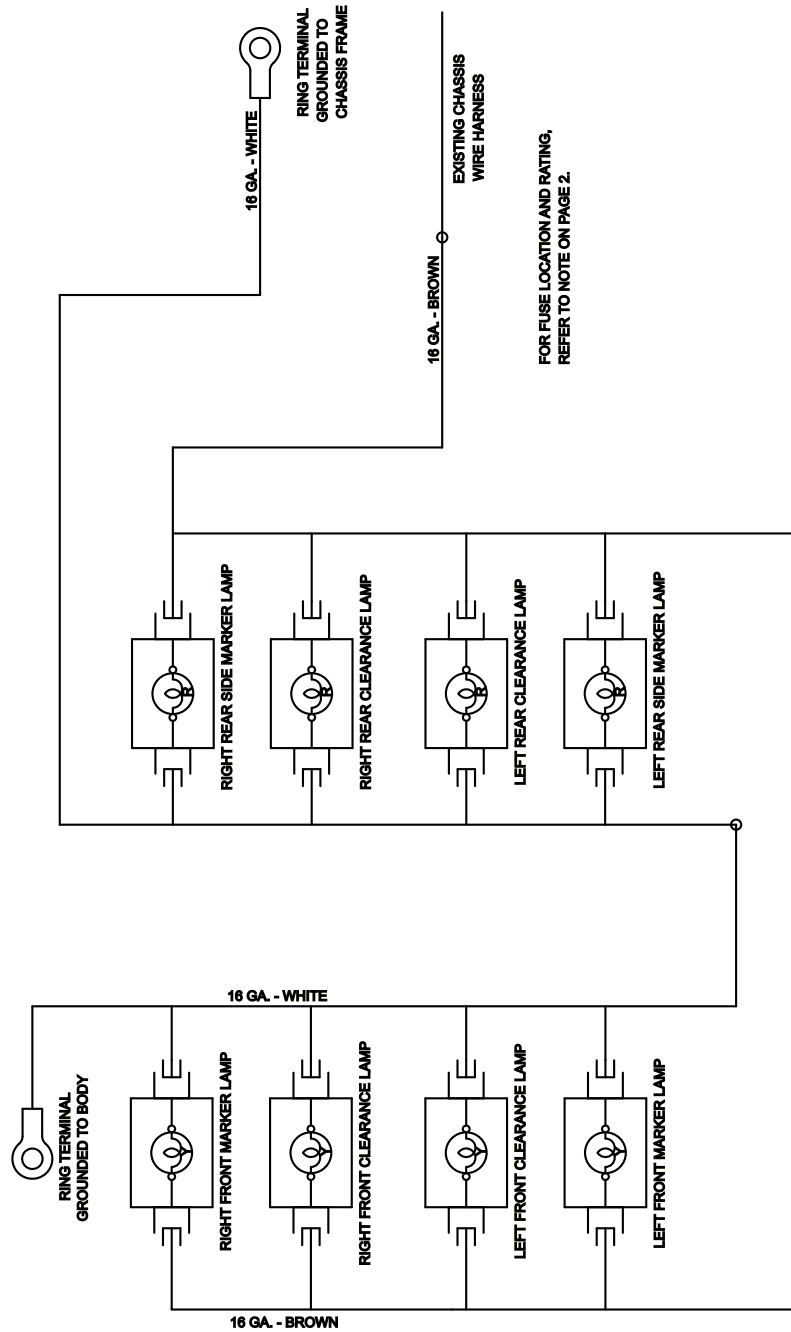 RING TERMINAL
GROUNDED TO
CHASSIS FRAME
16 GA. - WHITE
EXISTING CHASSIS
WIRE HARNESS
16 GA. - BROWN
FOR FUSE LOCATION AND RATING,
REFER TO NOTE ON PAGE 2.
RIGHT REAR SIDE MARKER LAMP
R
RIGHT REAR CLEARANCE LAMP
R
LEFT REAR CLEARANCE LAMP
R
LEFT REAR SIDE MARKER LAMP
R
16 GA. - WHITE
RING TERMINAL
GROUNDED TO BODY
RIGHT FRONT MARKER LAMP
Y
RIGHT FRONT CLEARANCE LAMP
Y
LEFT FRONT CLEARANCE LAMP
Y
LEFT FRONT MARKER LAMP
Y
16 GA. - BROWN